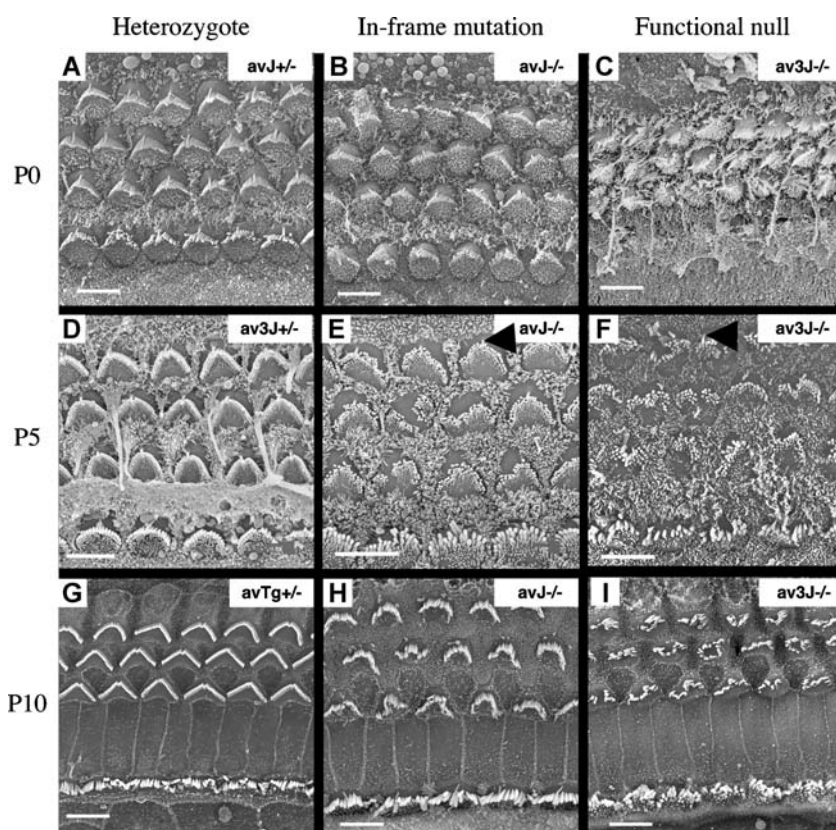 Heterozygote In-frame mutation Functional null
A avJ+/- B avJ-/- C av3J-/-
P0
D av3J+/- E avJ-/- F av3J-/-
P5
G avTg+/- H avJ-/- I av3J-/-
P10